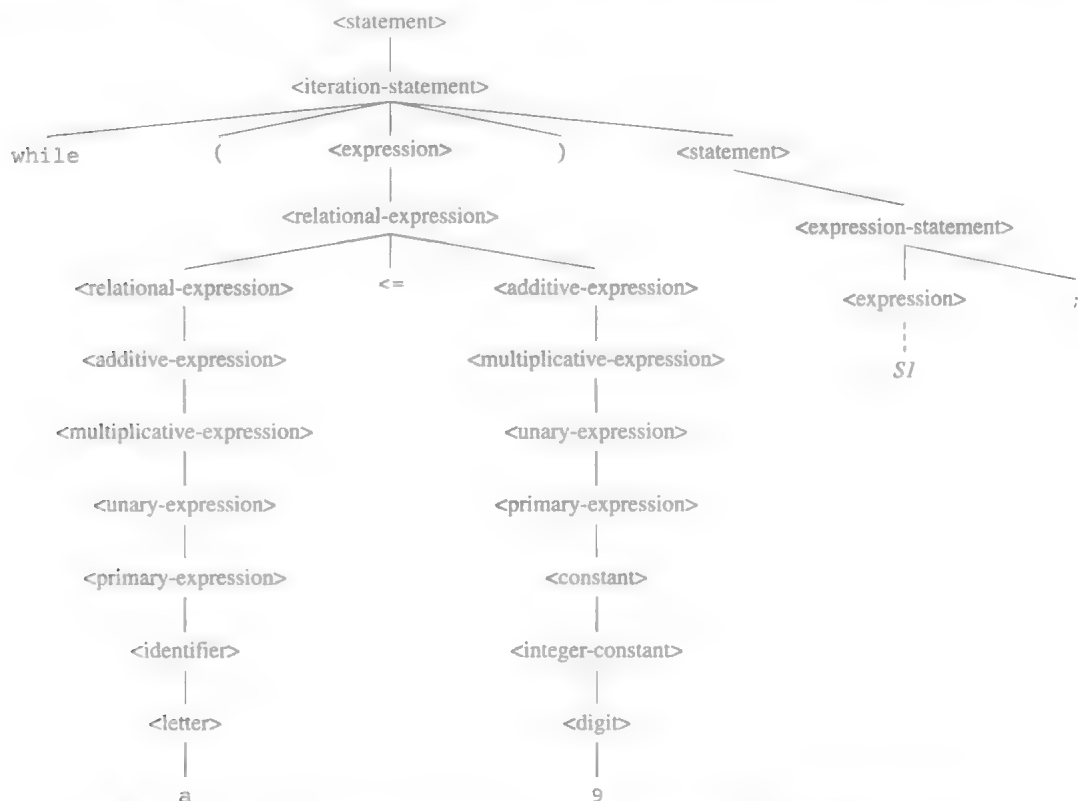 <statement>
<iteration-statement>
while ( <expression> ) <statement>
<relational-expression>
<expression-statement>
<relational-expression> <= <additive-expression>
<expression> ;
<additive-expression> <multiplicative-expression>
S1
<multiplicative-expression> <unary-expression>
<unary-expression> <primary-expression>
<primary-expression> <constant>
<identifier> <integer-constant>
<letter> <digit>
a 9